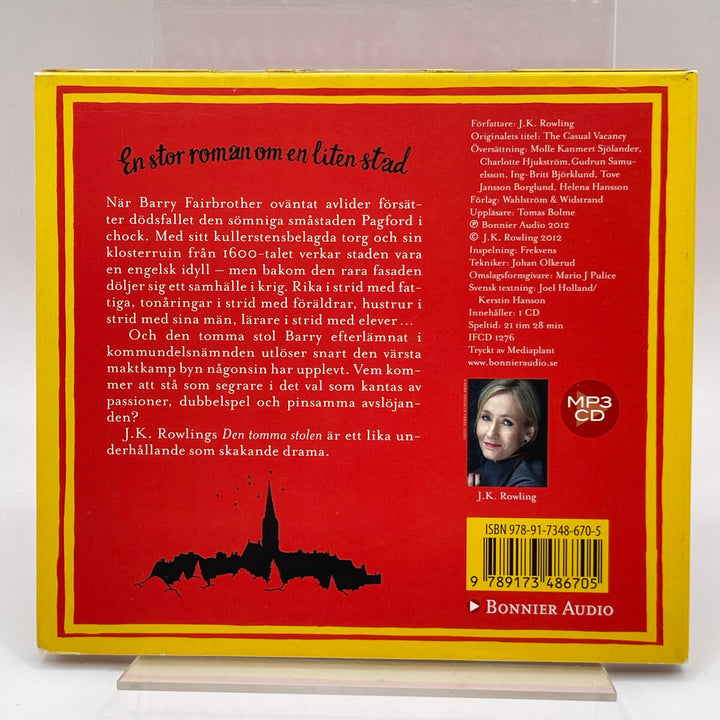 En stor roman om en liten stad
När Barry Fairbrother oväntat avlider försät-
ter dödsfallet den sömniga småstaden Pagford i
chock. Med sitt kullerstensbelagda torg och sin
klosterruin från 1600-talet verkar staden vara
en engelsk idyll – men bakom den rara fasaden
döljer sig ett samhälle i krig. Rika i strid med fat-
tiga, tonåringar i strid med föräldrar, hustrur i
strid med sina män, lärare i strid med elever...
Och den tomma stol Barry efterlämnat i
kommundelsnämnden utlöser snart den värsta
maktkamp byn någonsin har upplevt. Vem kom-
mer att stå som segrare i det val som kantas av
passioner, dubbelspel och pinsamma avslöjan-
den?
J.K. Rowlings Den tomma stolen är ett lika un-
derhållande som skakande drama.
Författare: J.K. Rowling
Originalets titel: The Casual Vacancy
Översättning: Molle Kanmert Sjölander,
Charlotte Hjukström, Gudrun Samu-
elsson, Ing-Britt Björklund, Tove
Jansson Borglund, Helena Hansson
Förlag: Wahlström & Widstrand
Uppläsare: Tomas Bolme
℗ Bonnier Audio 2012
© J.K. Rowling 2012
Inspelning: Frekvens
Tekniker: Johan Olkerud
Omslagsformgivare: Mario J Pulice
Svensk textning: Joel Holland/
Kerstin Hanson
Innehåller: 1 CD
Speltid: 21 tim 28 min
IFCD 1276
Tryckt av Mediaplant
www.bonnieraudio.se
MP3
CD
J.K. Rowling
ISBN 978-91-7348-670-5
9 789173 486705
BONNIER AUDIO